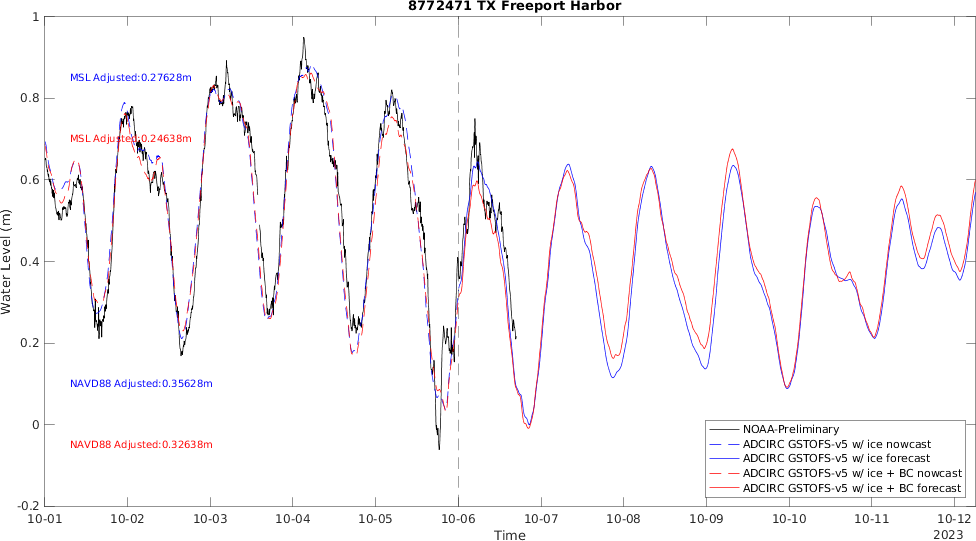 8772471 TX Freeport Harbor
1
0.8
0.6
0.4
0.2
0
-0.2
Water Level (m)
MSL Adjusted:0.27628m
MSL Adjusted:0.24638m
NAVD88 Adjusted:0.35628m
NAVD88 Adjusted:0.32638m
NOAA-Preliminary
ADCIRC GSTOFS-v5 w/ ice nowcast
ADCIRC GSTOFS-v5 w/ ice forecast
ADCIRC GSTOFS-v5 w/ ice + BC nowcast
ADCIRC GSTOFS-v5 w/ ice + BC forecast
10-01 10-02 10-03 10-04 10-05 10-06 10-07 10-08 10-09 10-10 10-11 10-12
Time
2023